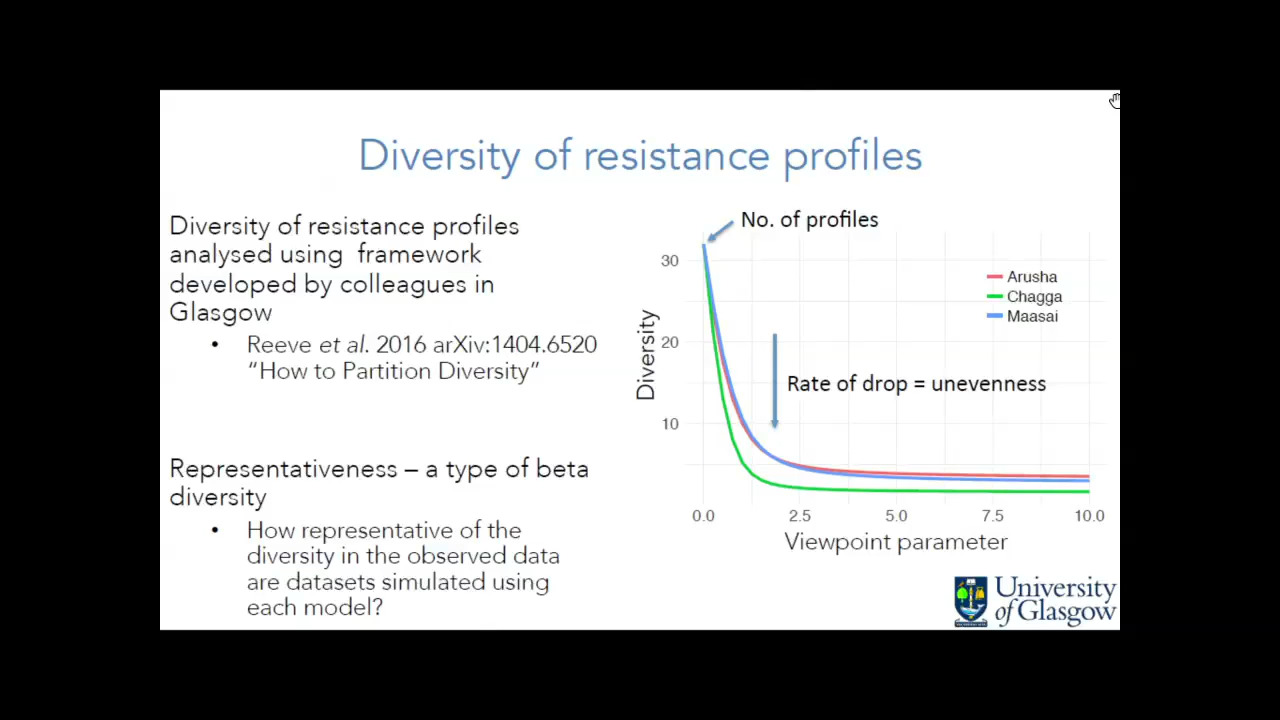 Diversity of resistance profiles
Diversity of resistance profiles
analysed using framework
developed by colleagues in
Glasgow
• Reeve et al. 2016 arXiv:1404.6520
“How to Partition Diversity”
Representativeness – a type of beta
diversity
• How representative of the
diversity in the observed data
are datasets simulated using
each model?
No. of profiles
30
20
10
Diversity
Arusha
Chagga
Maasai
Rate of drop = unevenness
0.0 2.5 5.0 7.5 10.0
Viewpoint parameter
University
of Glasgow